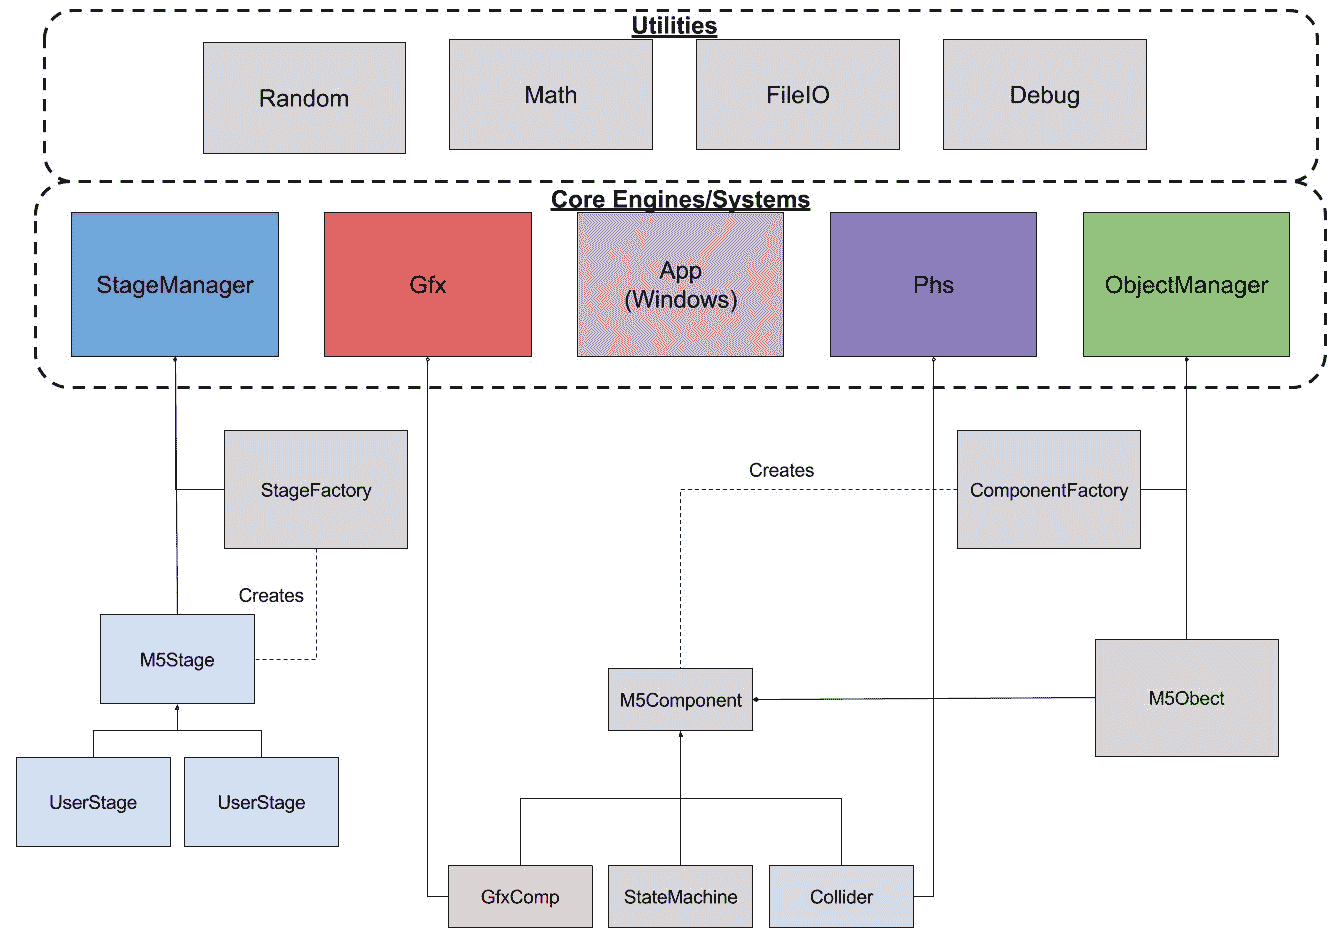 Utilities
Random
Math
FileIO
Debug
Core Engines/Systems
StageManager
Gfx
App
(Windows)
Phs
ObjectManager
StageFactory
Creates
ComponentFactory
Creates
M5Stage
M5Component
M5Obect
UserStage
UserStage
GfxComp
StateMachine
Collider